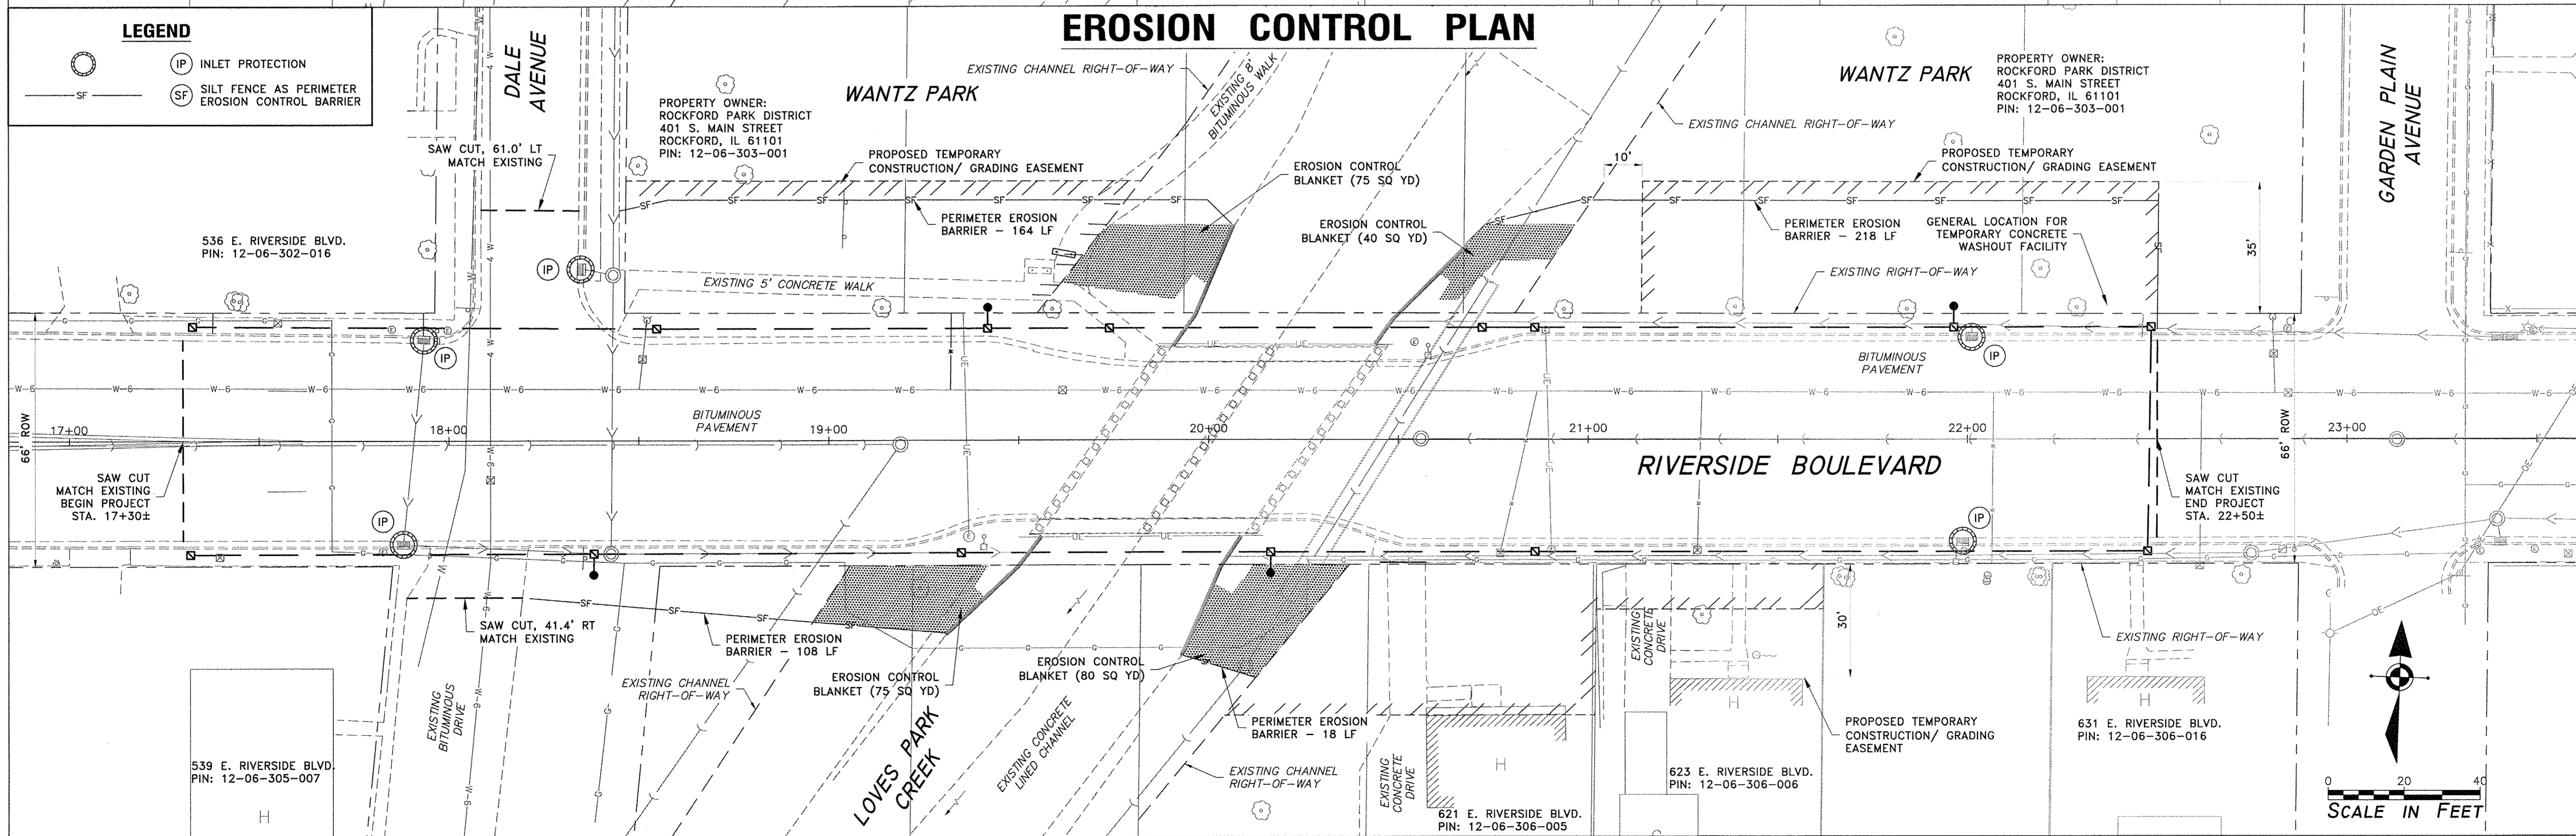 EROSION CONTROL PLAN
LEGEND
IP INLET PROTECTION
SF
SF SILT FENCE AS PERIMETER
EROSION CONTROL BARRIER
DALE
AVENUE
SAW CUT, 61.0' LT
MATCH EXISTING
536 E. RIVERSIDE BLVD.
PIN: 12-06-302-016
IP
IP
PROPERTY OWNER:
ROCKFORD PARK DISTRICT
401 S. MAIN STREET
ROCKFORD, IL 61101
PIN: 12-06-303-001
WANTZ PARK
EXISTING CHANNEL RIGHT-OF-WAY
EXISTING 8'
BITUMINOUS WALK
PROPOSED TEMPORARY
CONSTRUCTION/ GRADING EASEMENT
PERIMETER EROSION
BARRIER - 164 LF
EROSION CONTROL
BLANKET (75 SQ YD)
EROSION CONTROL
BLANKET (40 SQ YD)
EXISTING 5' CONCRETE WALK
WANTZ PARK
PROPERTY OWNER:
ROCKFORD PARK DISTRICT
401 S. MAIN STREET
ROCKFORD, IL 61101
PIN: 12-06-303-001
EXISTING CHANNEL RIGHT-OF-WAY
10'
PROPOSED TEMPORARY
CONSTRUCTION/ GRADING EASEMENT
PERIMETER EROSION
BARRIER - 218 LF
GENERAL LOCATION FOR
TEMPORARY CONCRETE
WASHOUT FACILITY
EXISTING RIGHT-OF-WAY
35'
GARDEN PLAIN
AVENUE
BITUMINOUS
PAVEMENT
IP
66' ROW
17+00
18+00
19+00
20+00
21+00
22+00
23+00
BITUMINOUS
PAVEMENT
RIVERSIDE BOULEVARD
66' ROW
SAW CUT
MATCH EXISTING
BEGIN PROJECT
STA. 17+30±
SAW CUT
MATCH EXISTING
END PROJECT
STA. 22+50±
IP
IP
SAW CUT, 41.4' RT
MATCH EXISTING
PERIMETER EROSION
BARRIER - 108 LF
EROSION CONTROL
BLANKET (75 SQ YD)
EROSION CONTROL
BLANKET (80 SQ YD)
PERIMETER EROSION
BARRIER - 18 LF
EXISTING CHANNEL
RIGHT-OF-WAY
EXISTING
BITUMINOUS
DRIVE
LOVES PARK
CREEK
EXISTING CONCRETE
LINED CHANNEL
EXISTING CHANNEL
RIGHT-OF-WAY
EXISTING
CONCRETE
DRIVE
EXISTING
CONCRETE
DRIVE
30'
EXISTING RIGHT-OF-WAY
PROPOSED TEMPORARY
CONSTRUCTION/ GRADING
EASEMENT
539 E. RIVERSIDE BLVD.
PIN: 12-06-305-007
H
621 E. RIVERSIDE BLVD.
PIN: 12-06-306-005
H
623 E. RIVERSIDE BLVD.
PIN: 12-06-306-006
H
631 E. RIVERSIDE BLVD.
PIN: 12-06-306-016
H
0 20 40
SCALE IN FEET